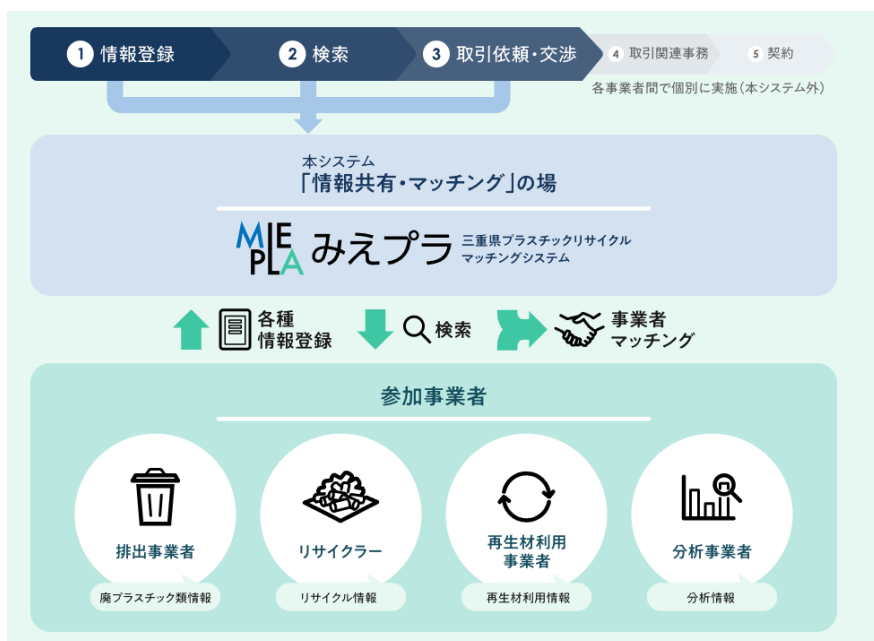 1 情報登録
2 検索
3 取引依頼・交渉
4 取引関連事務
5 契約
各事業者間で個別に実施(本システム外)
本システム
「情報共有・マッチング」の場
MIE
PLA
みえプラ
三重県プラスチックリサイクル
マッチングシステム
各種
情報登録
検索
事業者
マッチング
参加事業者
排出事業者
廃プラスチック類情報
リサイクラー
リサイクル情報
再生材利用
事業者
再生材利用情報
分析事業者
分析情報